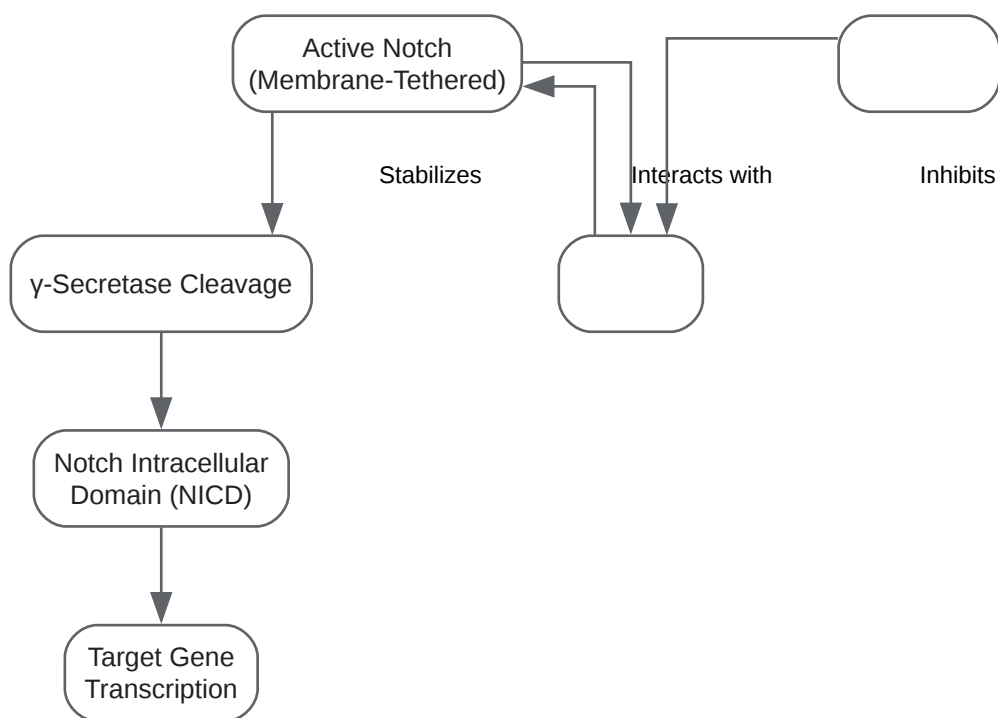 Active Notch
(Membrane-Tethered)
Stabilizes
Interacts with
Inhibits
γ-Secretase Cleavage
Notch Intracellular
Domain (NICD)
Target Gene
Transcription